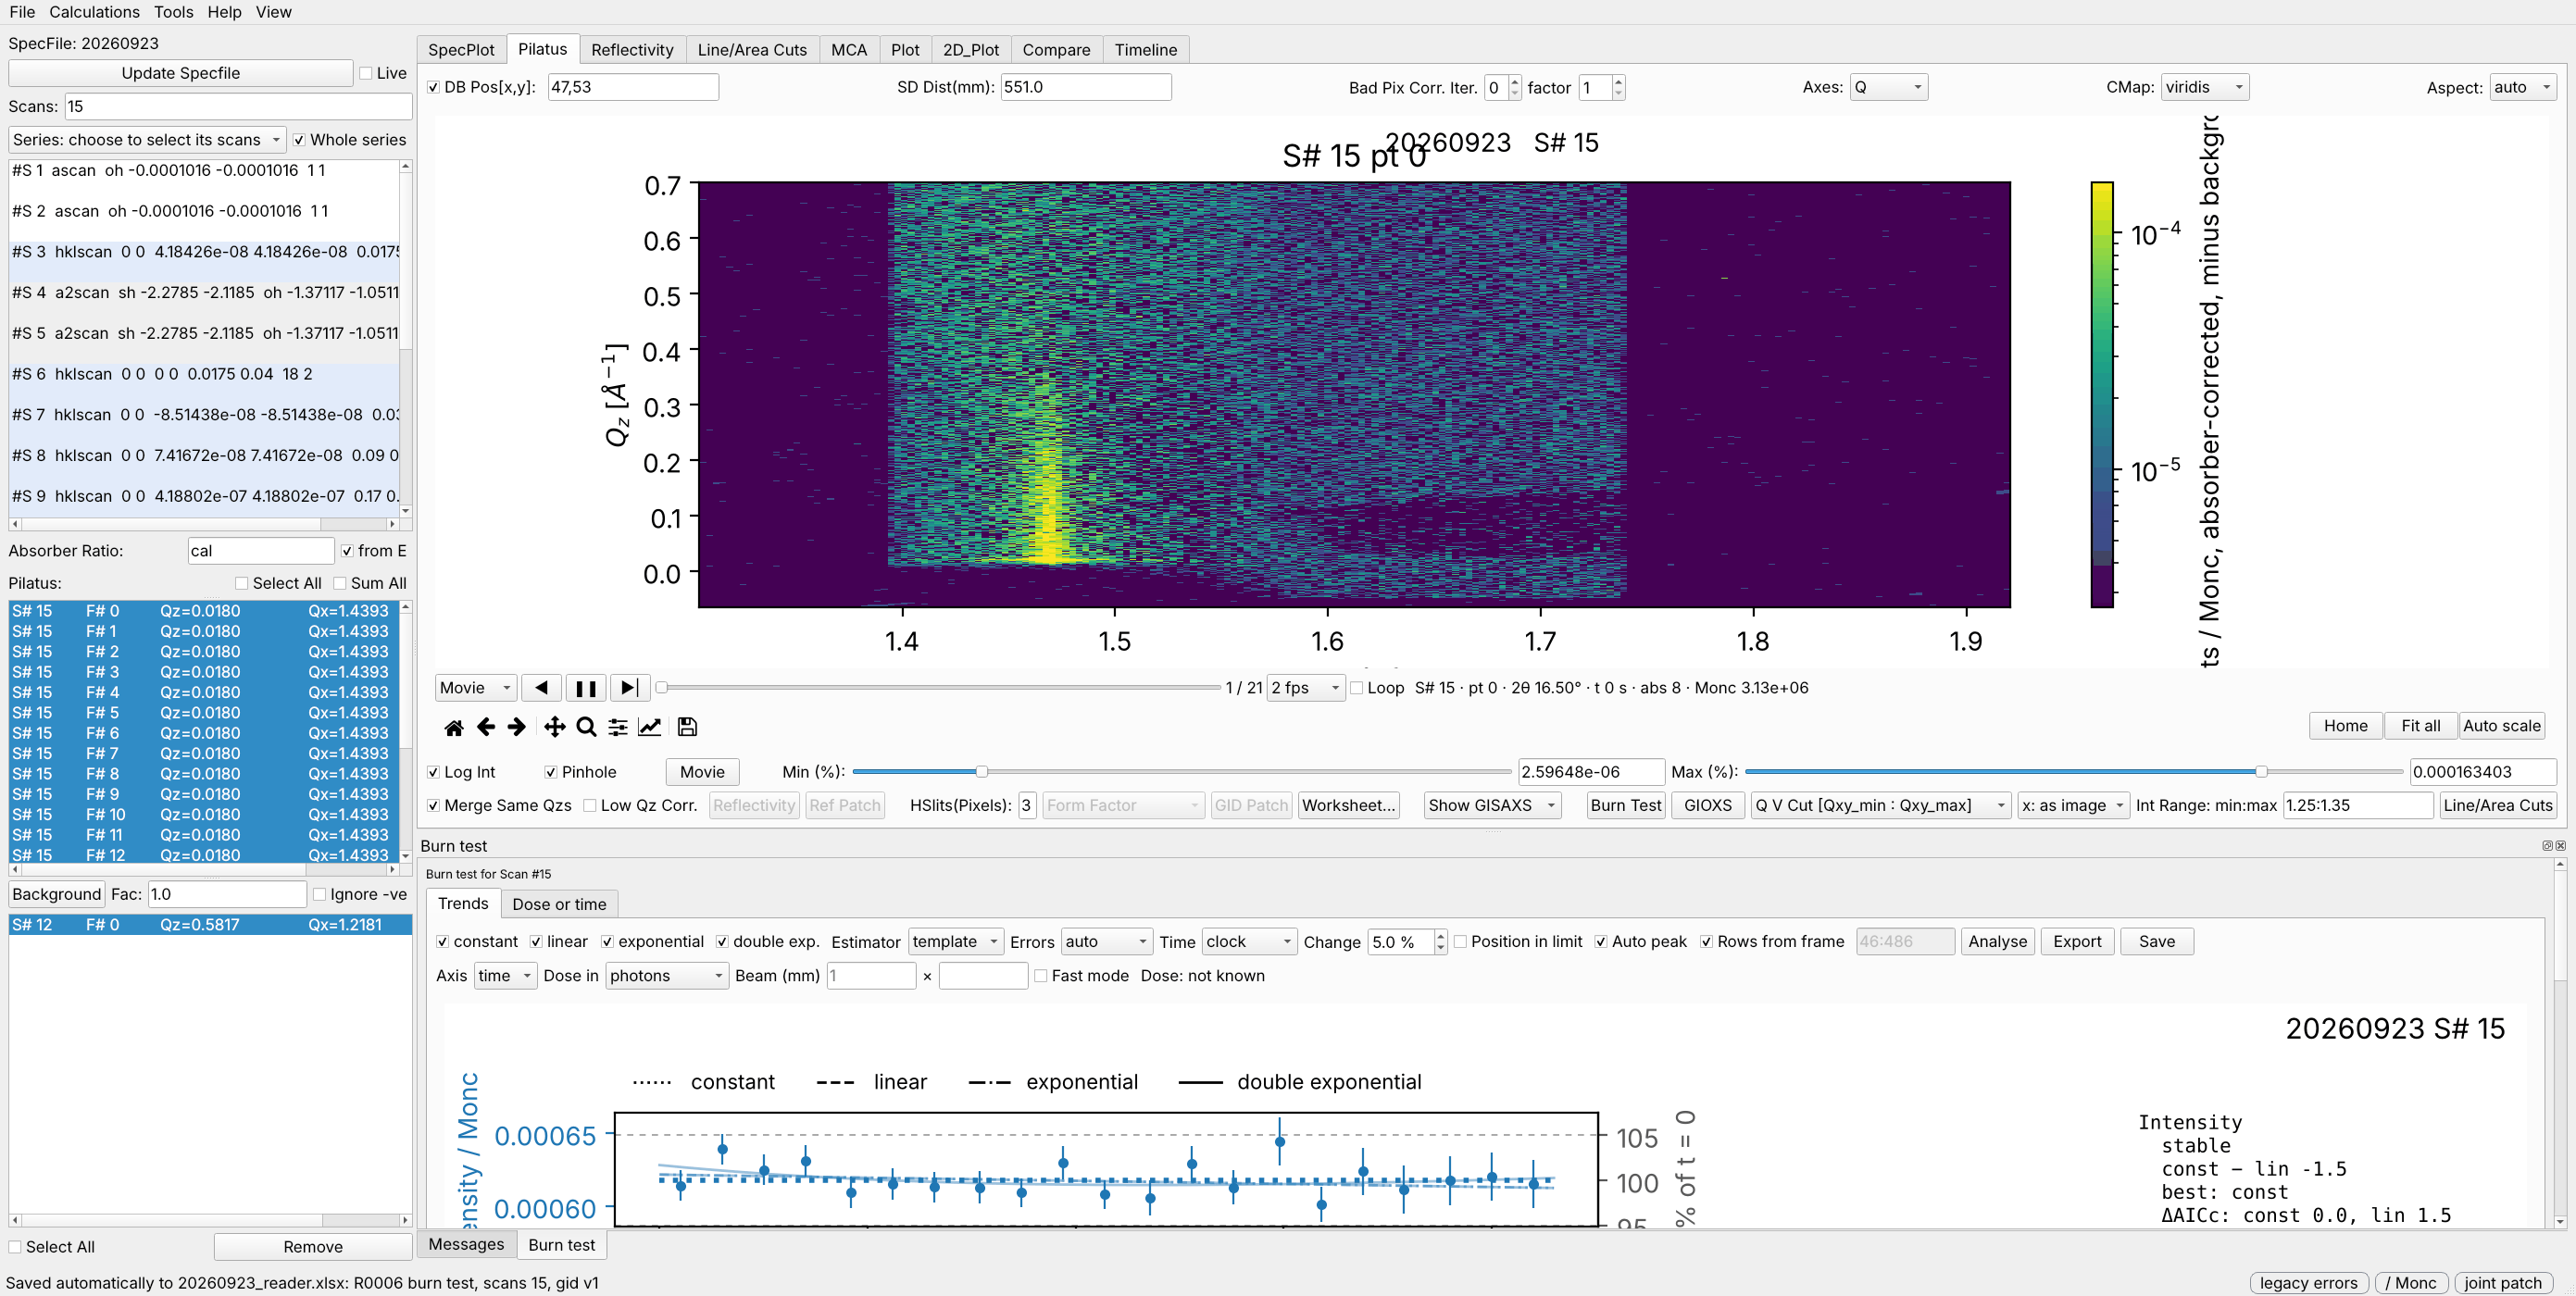 File Calculations Tools Help View
SpecFile: 20260923
Update Specfile Live
Scans: 15
Series: choose to select its scans Whole series
#S 1 ascan oh -0.0001016 -0.0001016 1 1
#S 2 ascan oh -0.0001016 -0.0001016 1 1
#S 3 hklscan 0 0 4.18426e-08 4.18426e-08 0.0175
#S 4 a2scan sh -2.2785 -2.1185 oh -1.37117 -1.0511
#S 5 a2scan sh -2.2785 -2.1185 oh -1.37117 -1.0511
#S 6 hklscan 0 0 0 0 0.0175 0.04 18 2
#S 7 hklscan 0 0 -8.51438e-08 -8.51438e-08 0.03
#S 8 hklscan 0 0 7.41672e-08 7.41672e-08 0.09 0
#S 9 hklscan 0 0 4.18802e-07 4.18802e-07 0.17 0.
Absorber Ratio: cal from E
Pilatus: Select All Sum All
S# 15 F# 0 Qz=0.0180 Qx=1.4393
S# 15 F# 1 Qz=0.0180 Qx=1.4393
S# 15 F# 2 Qz=0.0180 Qx=1.4393
S# 15 F# 3 Qz=0.0180 Qx=1.4393
S# 15 F# 4 Qz=0.0180 Qx=1.4393
S# 15 F# 5 Qz=0.0180 Qx=1.4393
S# 15 F# 6 Qz=0.0180 Qx=1.4393
S# 15 F# 7 Qz=0.0180 Qx=1.4393
S# 15 F# 8 Qz=0.0180 Qx=1.4393
S# 15 F# 9 Qz=0.0180 Qx=1.4393
S# 15 F# 10 Qz=0.0180 Qx=1.4393
S# 15 F# 11 Qz=0.0180 Qx=1.4393
S# 15 F# 12 Qz=0.0180 Qx=1.4393
Background Fac: 1.0 Ignore -ve
S# 12 F# 0 Qz=0.5817 Qx=1.2181
Select All Remove
SpecPlot Pilatus Reflectivity Line/Area Cuts MCA Plot 2D_Plot Compare Timeline
DB Pos[x,y]: 47,53 SD Dist(mm): 551.0 Bad Pix Corr. Iter. 0 factor 1 Axes: Q CMap: viridis Aspect: auto
20260923 S# 15
S# 15 pt 0
0.7
0.6
0.5
0.4
0.3
0.2
0.1
0.0
Qz [Å⁻¹]
1.4 1.5 1.6 1.7 1.8 1.9
10⁻⁴
10⁻⁵
ts / Monc, absorber-corrected, minus backgro
Movie 1 / 21 2 fps Loop S# 15 · pt 0 · 2θ 16.50° · t 0 s · abs 8 · Monc 3.13e+06
Home Fit all Auto scale
Log Int Pinhole Movie Min (%): 2.59648e-06 Max (%): 0.000163403
Merge Same Qzs Low Qz Corr. Reflectivity Ref Patch HSlits(Pixels): 3 Form Factor GID Patch Worksheet... Show GISAXS Burn Test GIOXS Q V Cut [Qxy_min : Qxy_max] x: as image Int Range: min:max 1.25:1.35 Line/Area Cuts
Burn test
Burn test for Scan #15
Trends Dose or time
constant linear exponential double exp. Estimator template Errors auto Time clock Change 5.0 % Position in limit Auto peak Rows from frame 46:486 Analyse Export Save
Axis time Dose in photons Beam (mm) 1 × Fast mode Dose: not known
20260923 S# 15
constant linear exponential double exponential
ensity / Monc
0.00065
0.00060
105
100
95
% of t = 0
Intensity
stable
const − lin -1.5
best: const
ΔAICc: const 0.0, lin 1.5
Messages Burn test
Saved automatically to 20260923_reader.xlsx: R0006 burn test, scans 15, gid v1
legacy errors / Monc joint patch